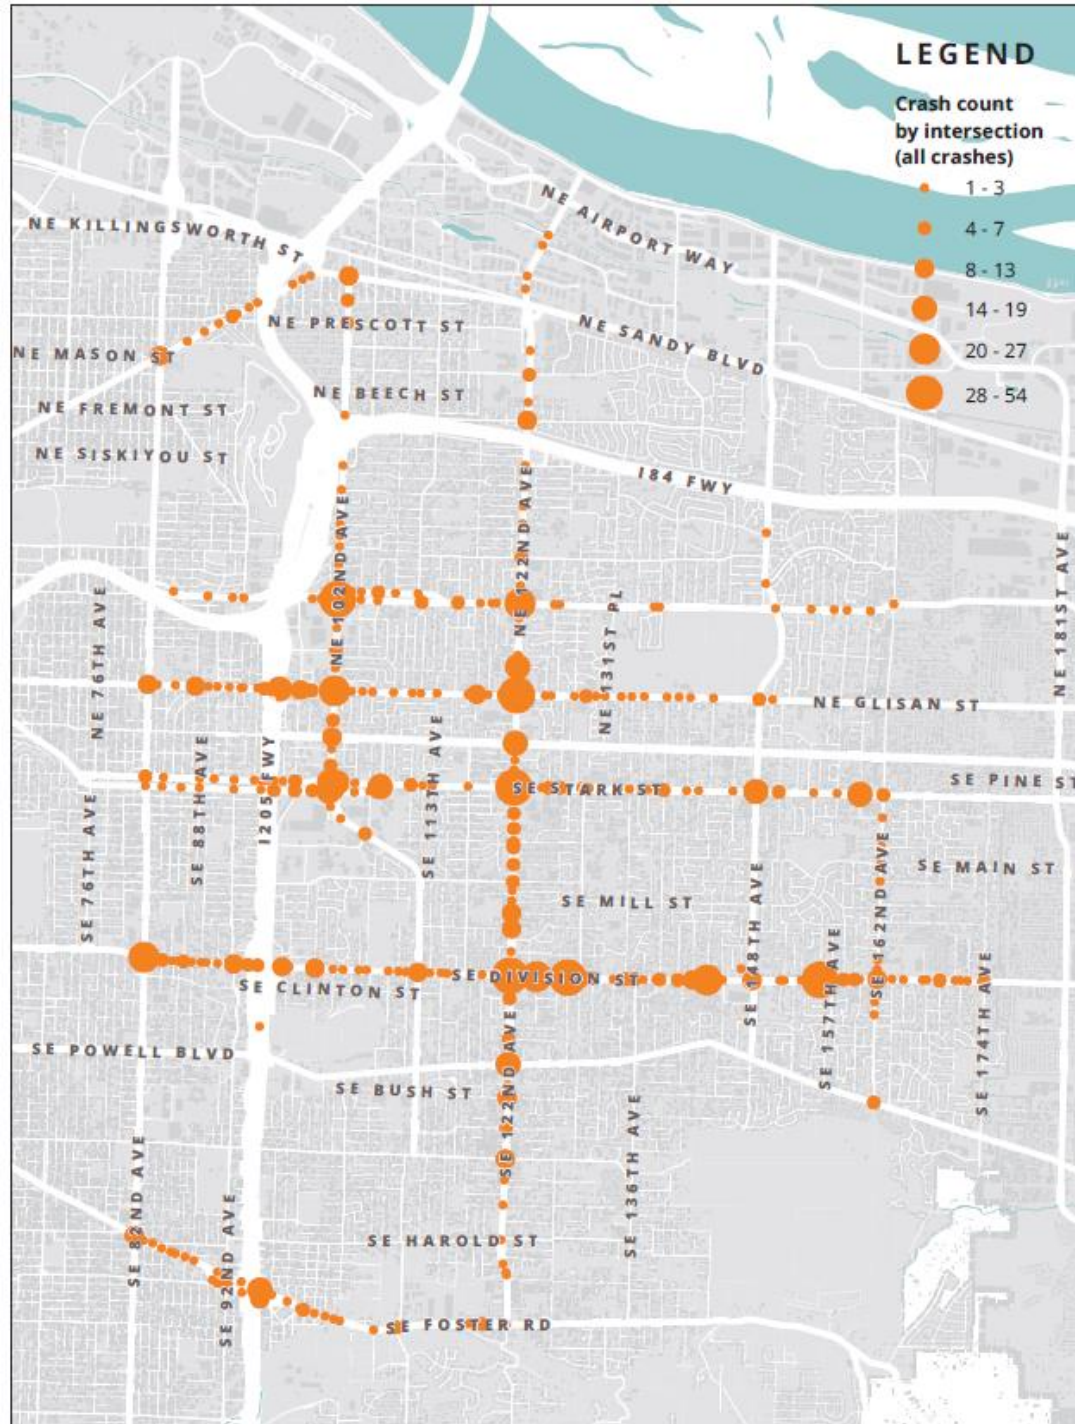 LEGEND
Crash count
by intersection
(all crashes)
1 - 3
4 - 7
8 - 13
14 - 19
20 - 27
28 - 54
NE AIRPORT WAY
NE KILLINGSWORTH ST
NE PRESCOTT ST
NE SANDY BLVD
NE MASON ST
NE BEECH ST
NE FREMONT ST
NE SISKIYOU ST
I84 FWY
NE 102ND AVE
NE 122ND AVE
NE 181ST AVE
NE 76TH AVE
NE 131ST PL
NE GLISAN ST
SE 88TH AVE
I205 FWY
SE 113TH AVE
SE PINE ST
SE STARK ST
SE 76TH AVE
SE MAIN ST
SE 162ND AVE
SE MILL ST
SE 148TH AVE
SE 157TH AVE
SE 174TH AVE
SE DIVISION ST
SE CLINTON ST
SE POWELL BLVD
SE 122ND AVE
SE BUSH ST
SE 136TH AVE
SE 82ND AVE
SE 92ND AVE
SE HAROLD ST
SE FOSTER RD